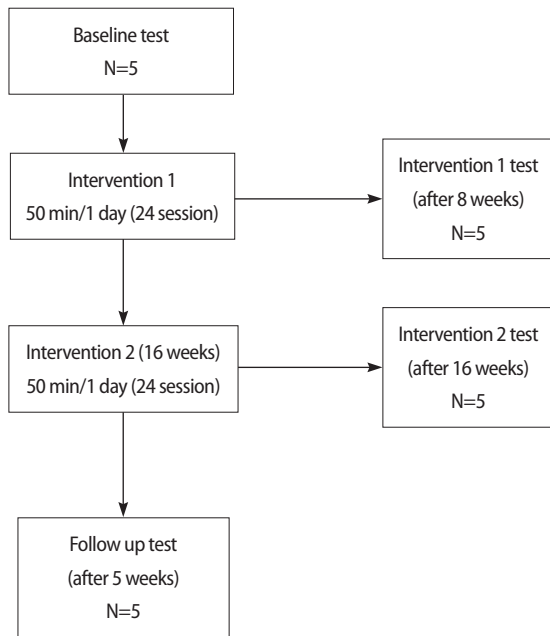 Baseline test
N=5
Intervention 1
50 min/1 day (24 session)
Intervention 1 test
(after 8 weeks)
N=5
Intervention 2 (16 weeks)
50 min/1 day (24 session)
Intervention 2 test
(after 16 weeks)
N=5
Follow up test
(after 5 weeks)
N=5